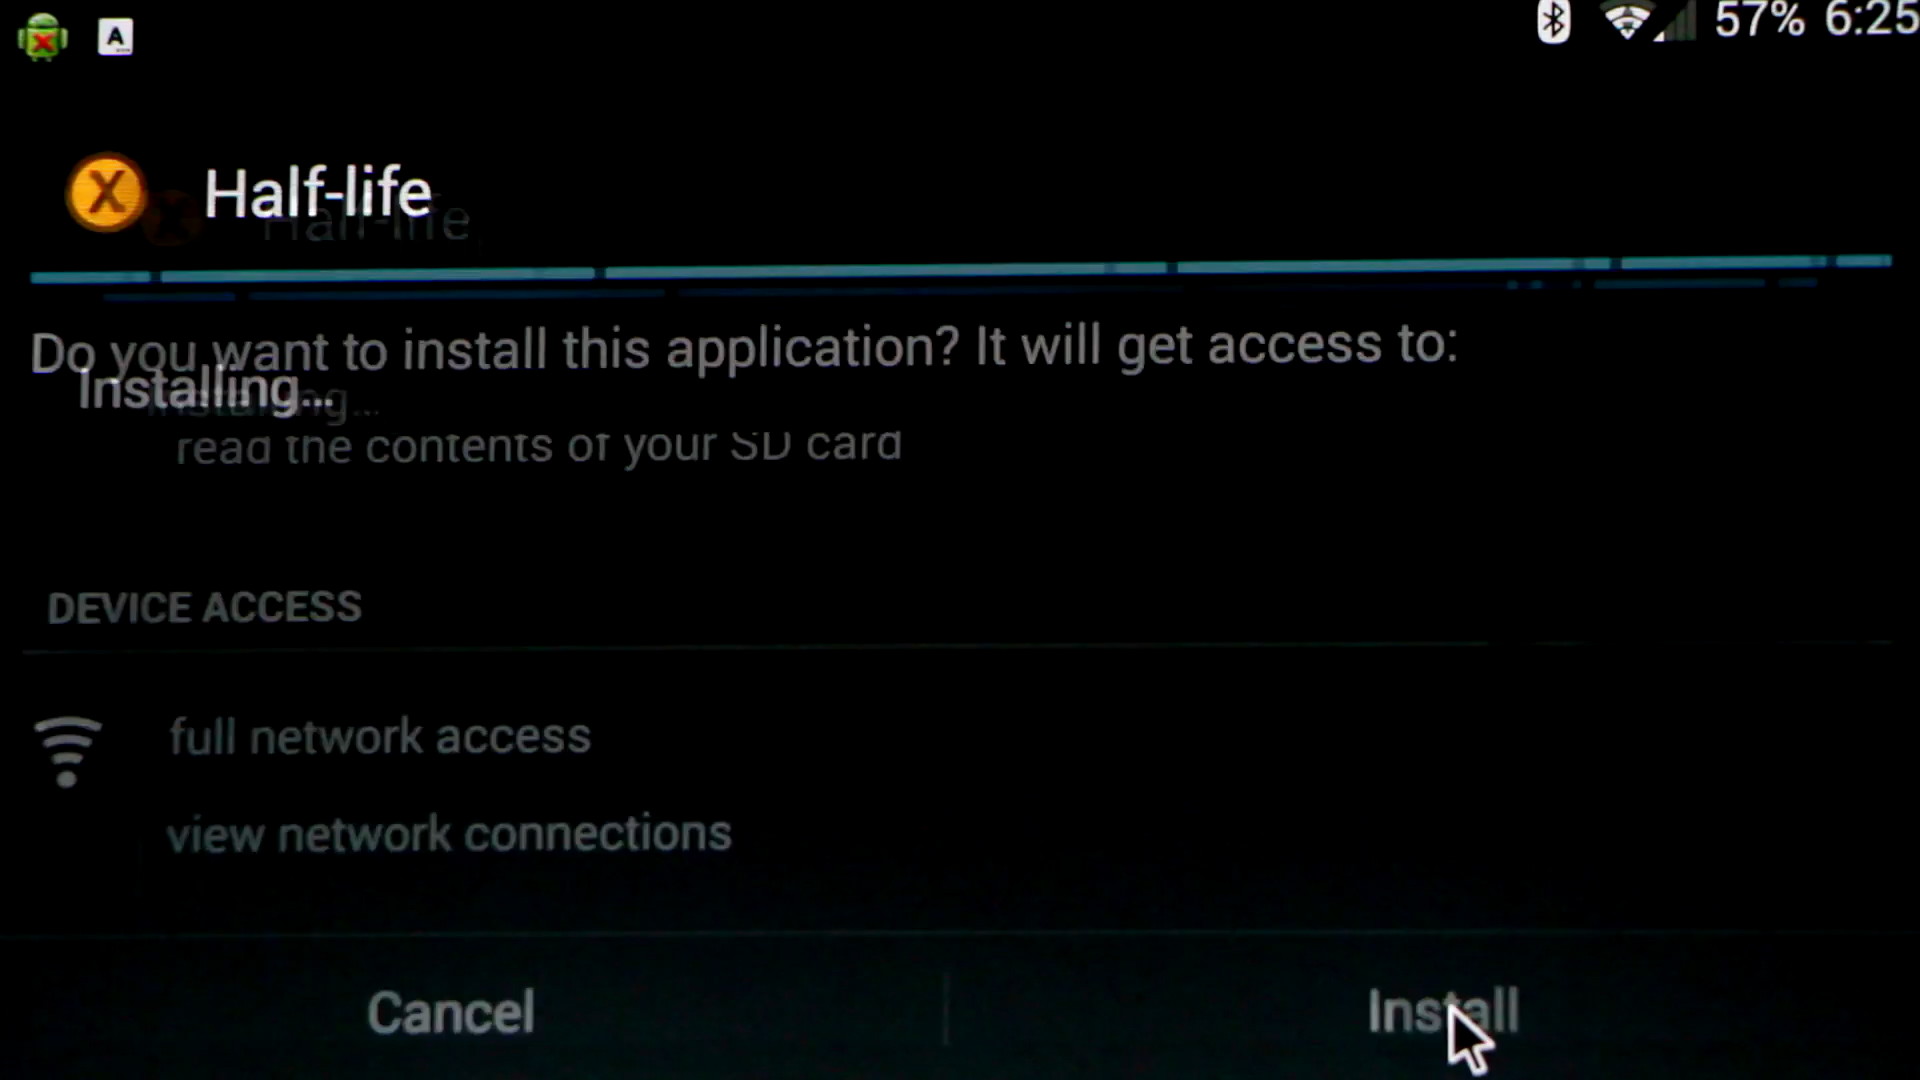 A
57% 6:25
X Half-life
Half-life
Do you want to install this application? It will get access to:
Installing...
Installing...
read the contents of your SD card
DEVICE ACCESS
full network access
view network connections
Cancel
Install